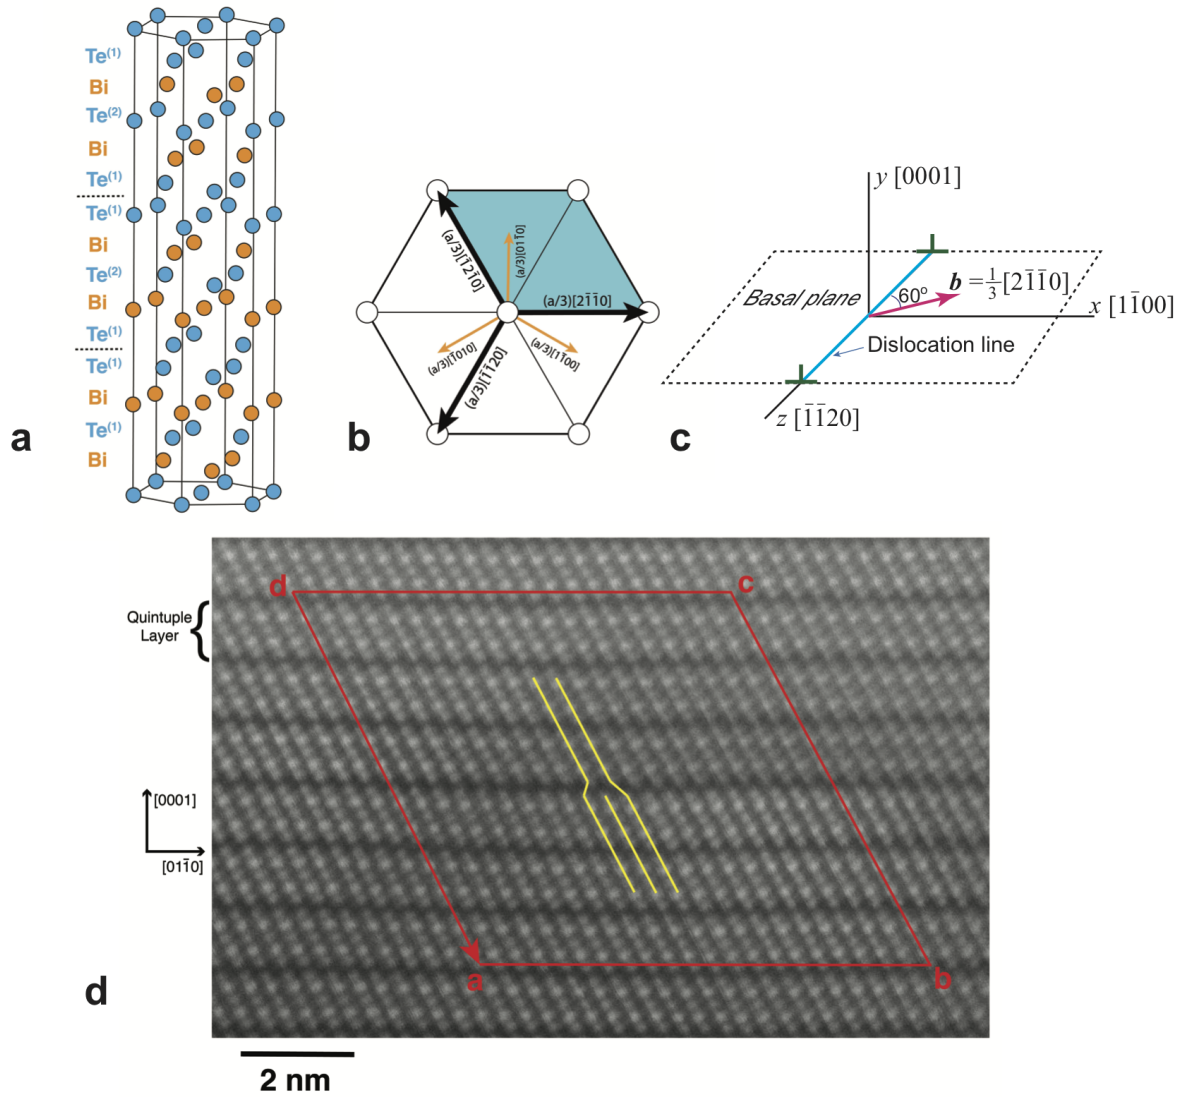 Te⁽¹⁾
Bi
Te⁽²⁾
Bi
Te⁽¹⁾
Te⁽¹⁾
Bi
Te⁽²⁾
Bi
Te⁽¹⁾
Te⁽¹⁾
Bi
Te⁽¹⁾
Bi
a
(a/3)[1̄21̄0]
(a/3)[011̄0]
(a/3)[21̄1̄0]
(a/3)[1̄010]
(a/3)[11̄00]
(a/3)[1̄1̄20]
b
y [0001]
Basal plane
60°
b = 1/3 [21̄1̄0]
x [11̄00]
Dislocation line
z [1̄1̄20]
c
d
c
Quintuple
Layer
[0001]
[011̄0]
a
b
d
2 nm